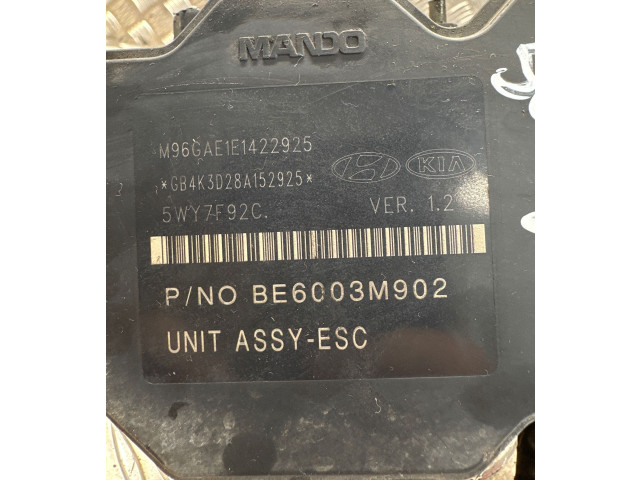 MANDO
M96GAE1E1422925
*GB4K3D28A152925*
KIA
5WY7F92C. VER. 1.2
P/NO BE6003M902
UNIT ASSY-ESC